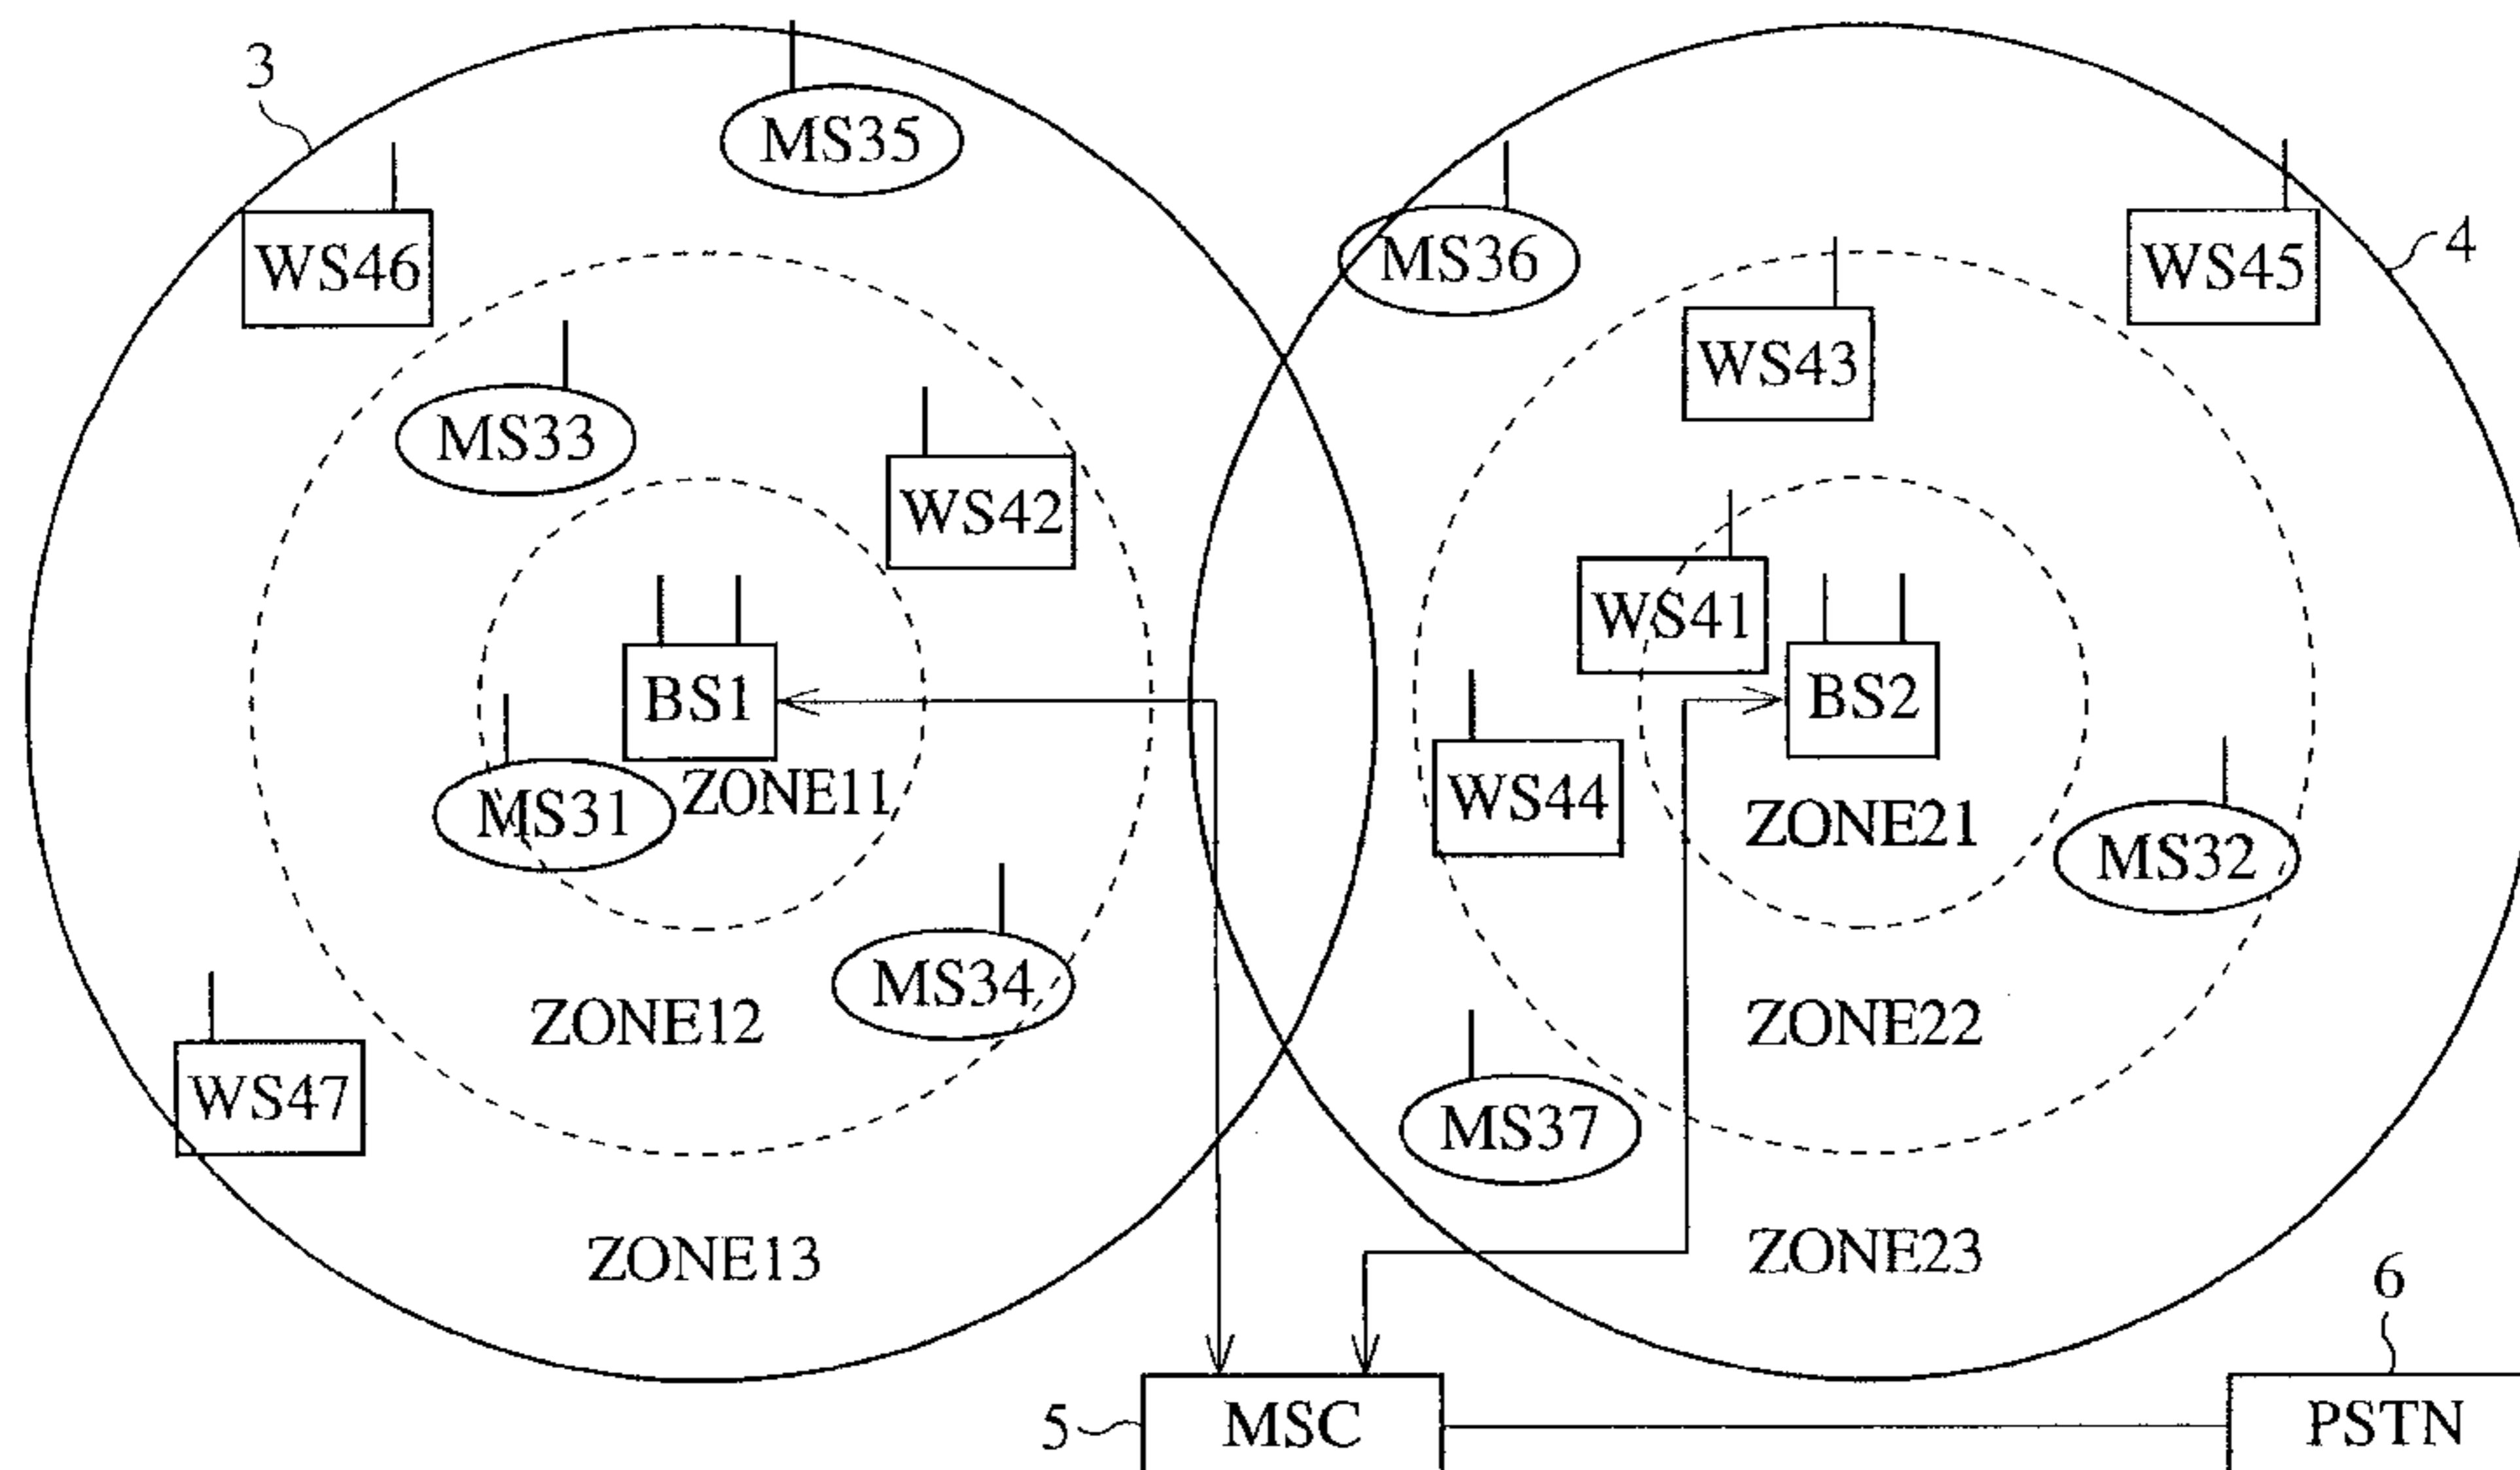 3
MS35
WS46
MS36
WS45
4
WS43
MS33
WS42
WS41
BS1
BS2
ZONE11
MS31
WS44
ZONE21
MS32
MS34
ZONE12
ZONE22
WS47
MS37
ZONE13
ZONE23
6
5
MSC
PSTN